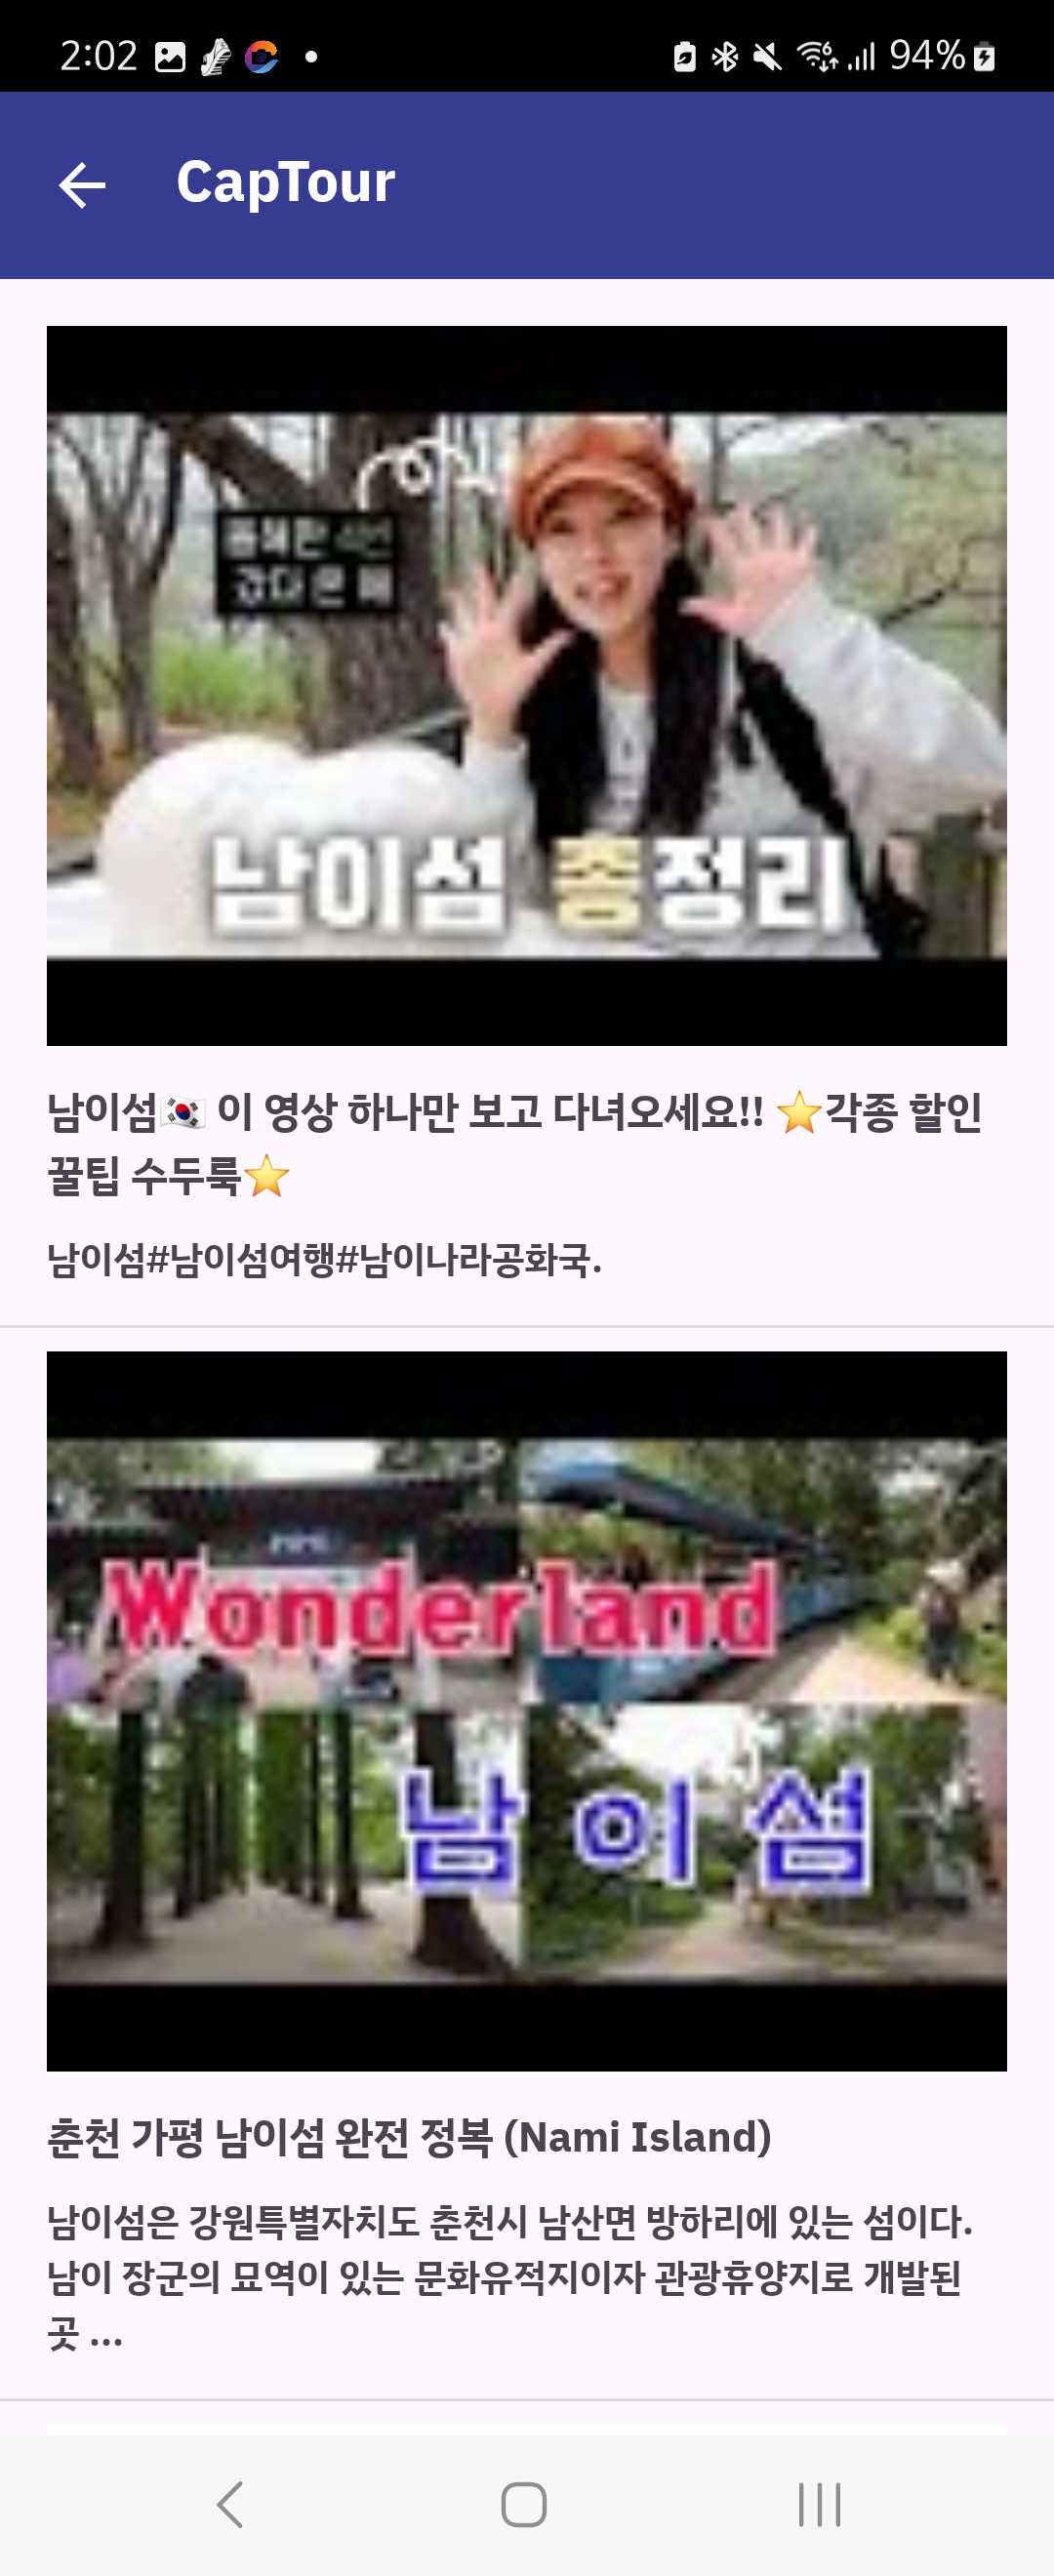 2:02
94%
CapTour
갔다 온 때
남이섬 총정리
남이섬🇰🇷 이 영상 하나만 보고 다녀오세요!! ⭐각종 할인
꿀팁 수두룩⭐
남이섬#남이섬여행#남이나라공화국.
Wonderland
남이섬
춘천 가평 남이섬 완전 정복 (Nami Island)
남이섬은 강원특별자치도 춘천시 남산면 방하리에 있는 섬이다.
남이 장군의 묘역이 있는 문화유적지이자 관광휴양지로 개발된
곳 ...